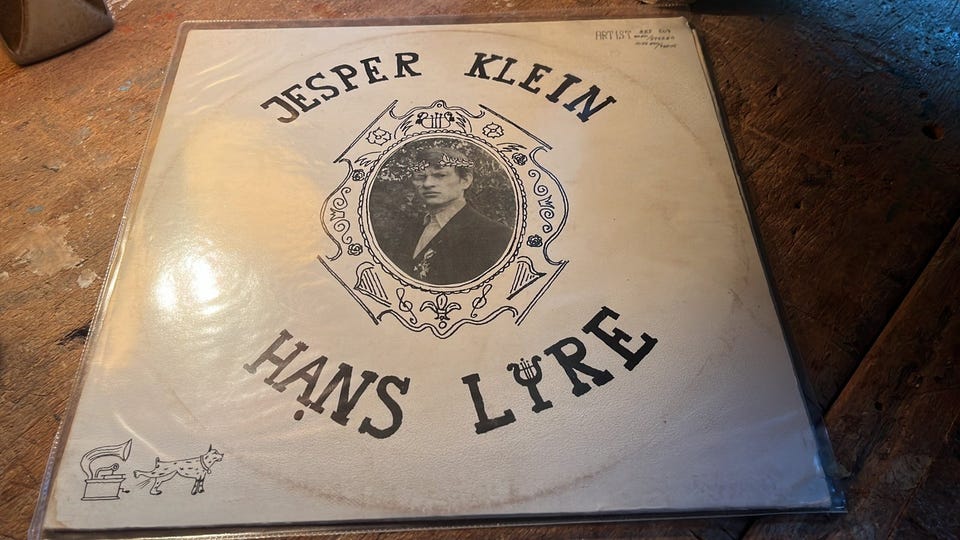 JESPER KLEIN
ARTIST
HANS LYRE